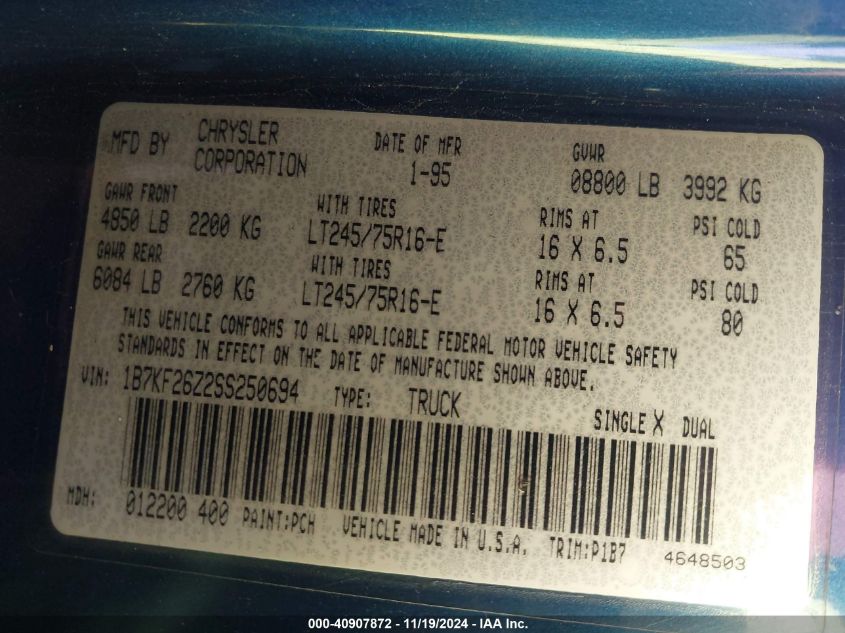 MFD BY CHRYSLER CORPORATION DATE OF MFR 1-95 GVWR 08800 LB 3992 KG
GAWR FRONT 4850 LB 2200 KG WITH TIRES LT245/75R16-E RIMS AT 16 X 6.5 PSI COLD 65
GAWR REAR 6084 LB 2760 KG WITH TIRES LT245/75R16-E RIMS AT 16 X 6.5 PSI COLD 80
THIS VEHICLE CONFORMS TO ALL APPLICABLE FEDERAL MOTOR VEHICLE SAFETY
STANDARDS IN EFFECT ON THE DATE OF MANUFACTURE SHOWN ABOVE.
VIN: 1B7KF26Z2SS250694 TYPE: TRUCK SINGLE X DUAL
MDH: 012200 400 PAINT:PCH VEHICLE MADE IN U.S.A. TRIM:P1B7 4648503
000-40907872 - 11/19/2024 - IAA Inc.